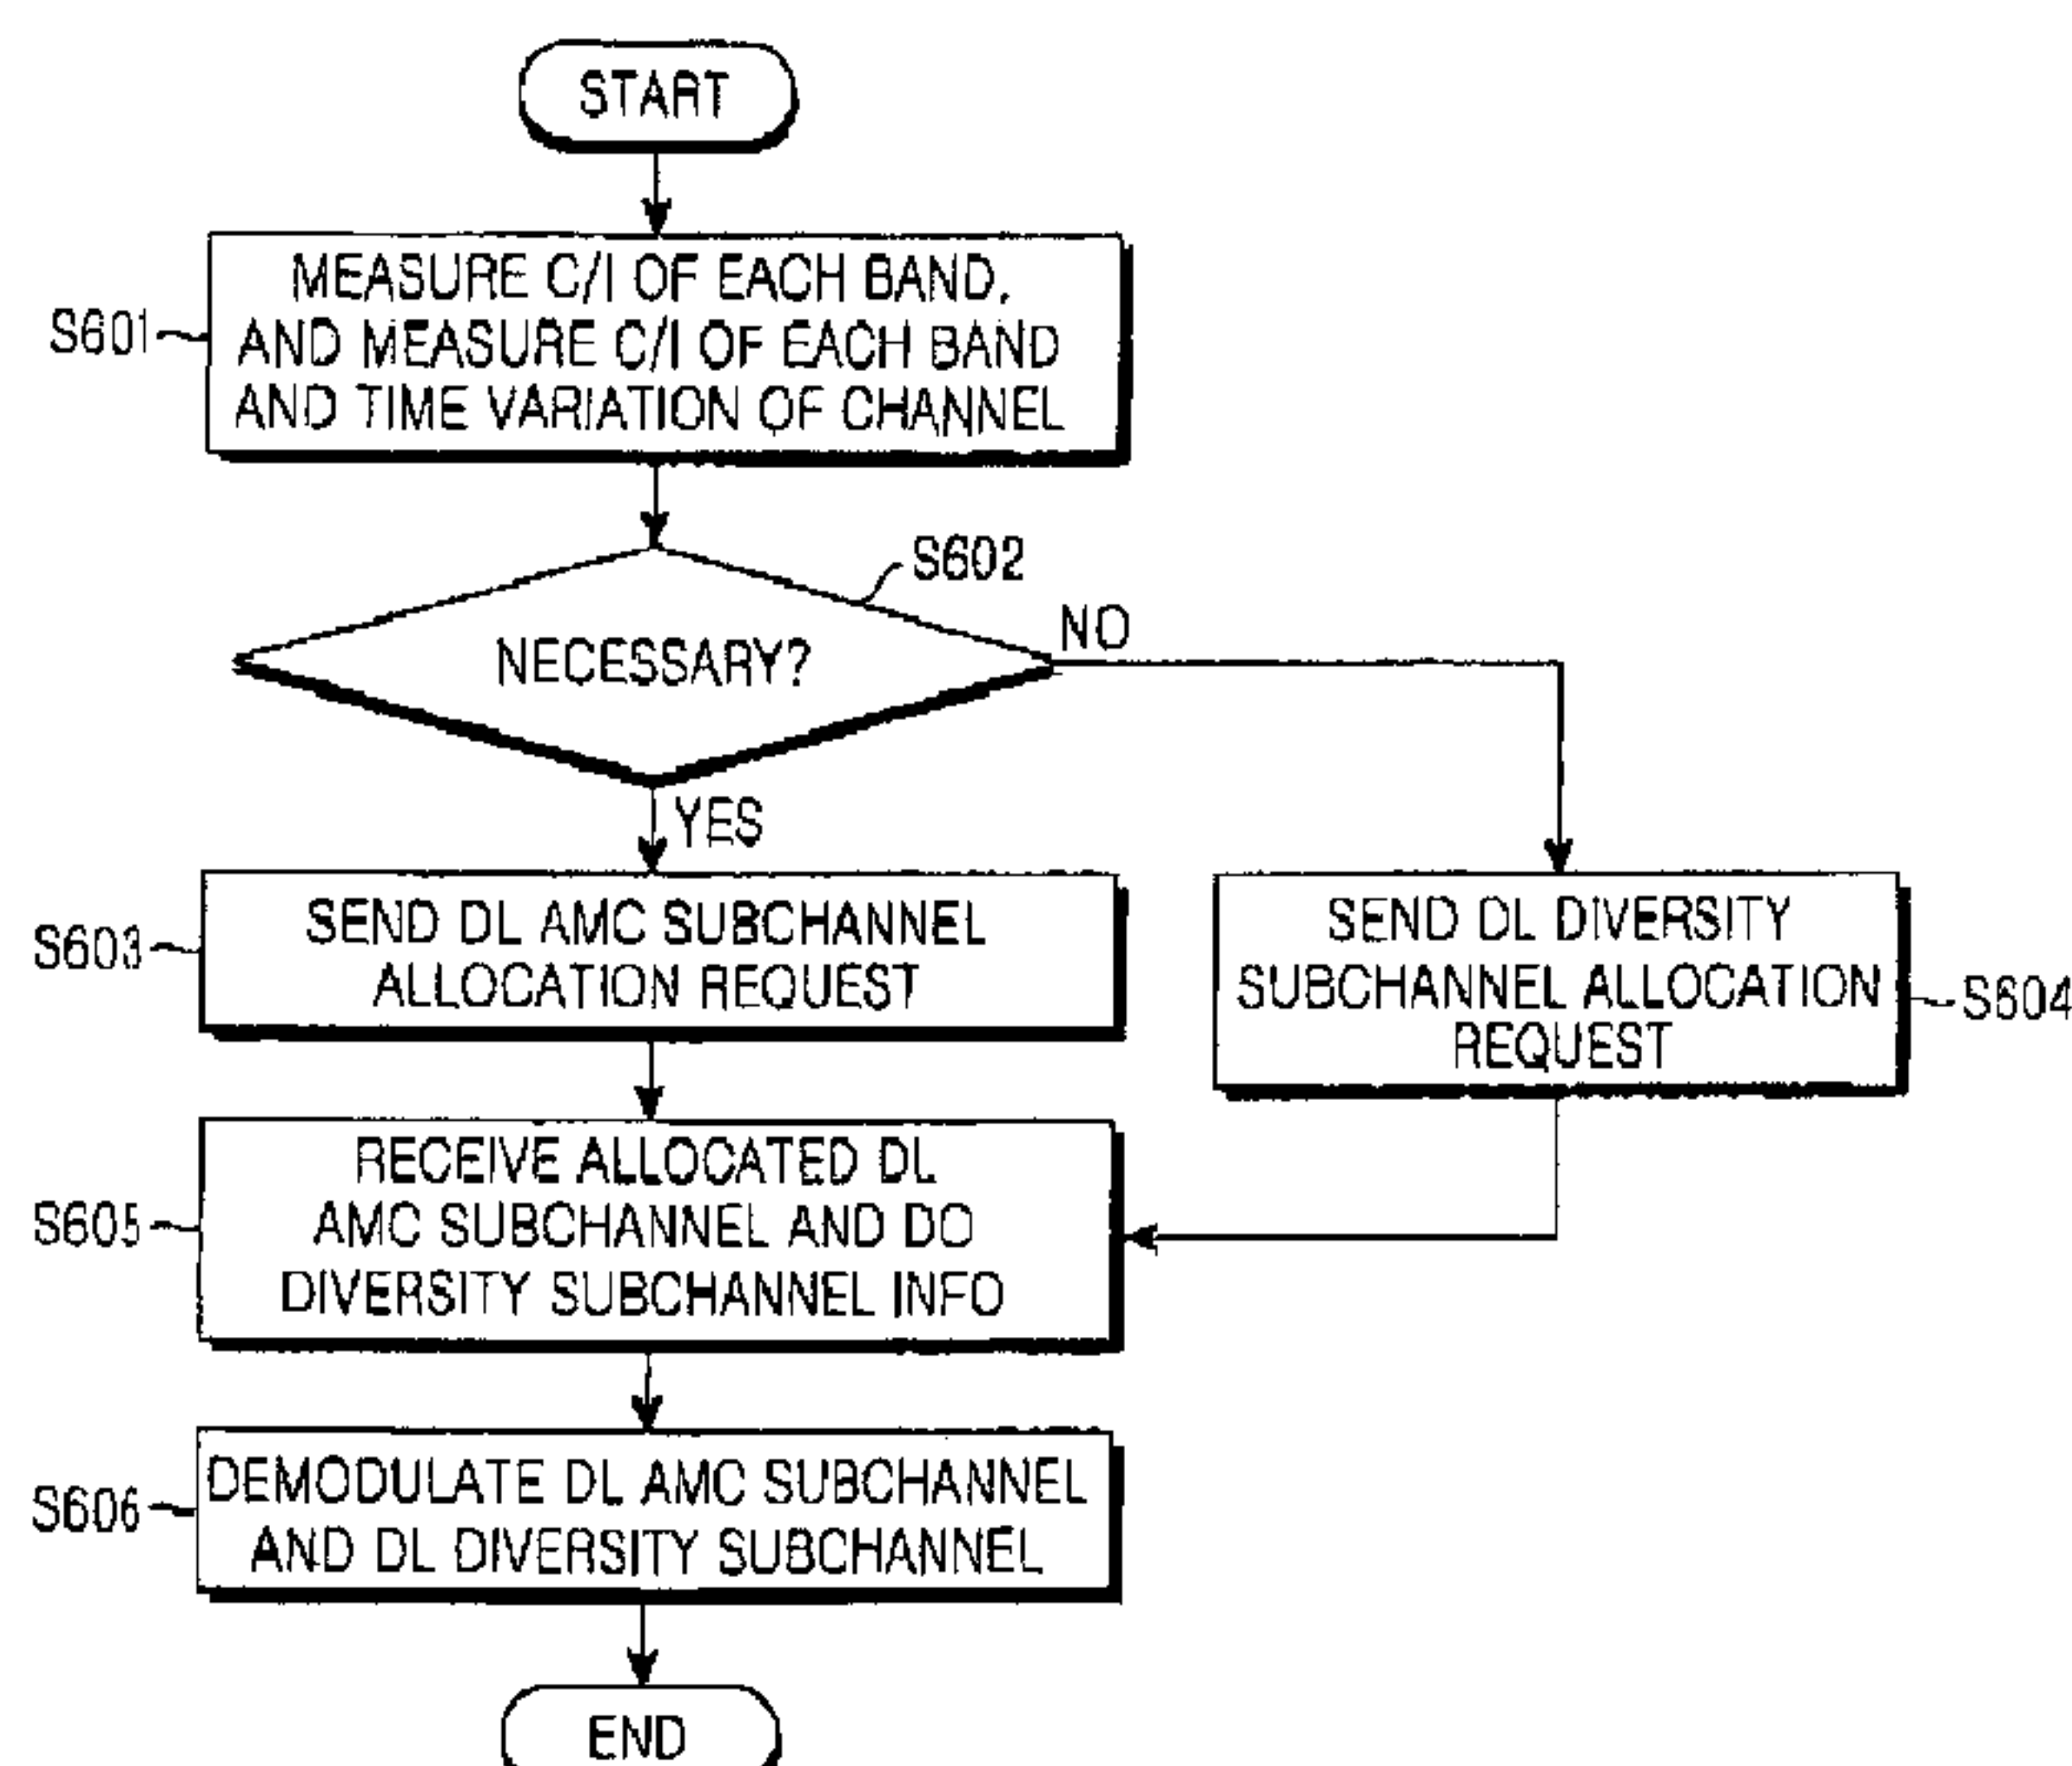 START
S601
MEASURE C/I OF EACH BAND,
AND MEASURE C/I OF EACH BAND
AND TIME VARIATION OF CHANNEL
S602
NECESSARY?
NO
YES
S603
SEND DL AMC SUBCHANNEL
ALLOCATION REQUEST
SEND DL DIVERSITY
SUBCHANNEL ALLOCATION
REQUEST
S604
S605
RECEIVE ALLOCATED DL
AMC SUBCHANNEL AND DO
DIVERSITY SUBCHANNEL INFO
S606
DEMODULATE DL AMC SUBCHANNEL
AND DL DIVERSITY SUBCHANNEL
END